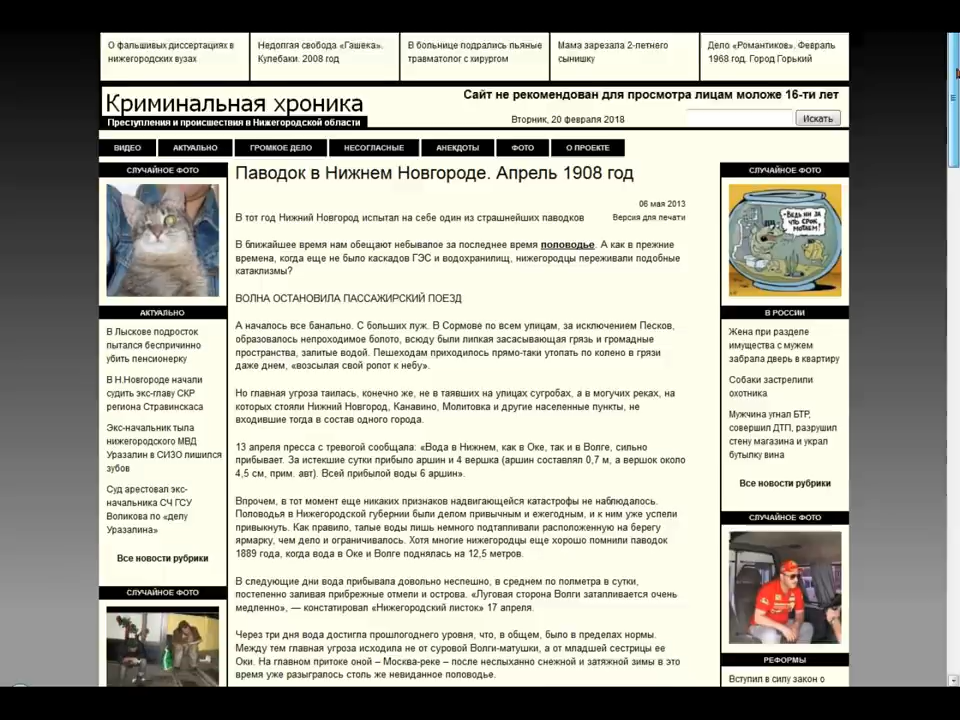 О фальшивых диссертациях в
нижегородских вузах
Недолгая свобода «Гашека».
Кулебаки. 2008 год
В больнице подрались пьяные
травматолог с хирургом
Мама зарезала 2-летнего
сынишку
Дело «Романтиков». Февраль
1968 год. Город Горький
Криминальная хроника
Преступления и происшествия в Нижегородской области
Сайт не рекомендован для просмотра лицам моложе 16-ти лет
Вторник, 20 февраля 2018
Искать
ВИДЕО АКТУАЛЬНО ГРОМКОЕ ДЕЛО НЕСОГЛАСНЫЕ АНЕКДОТЫ ФОТО О ПРОЕКТЕ
СЛУЧАЙНОЕ ФОТО
АКТУАЛЬНО
В Лыскове подросток
пытался беспричинно
убить пенсионерку
В Н.Новгороде начали
судить экс-главу СКР
региона Стравинскаса
Экс-начальник тыла
нижегородского МВД
Уразалин в СИЗО лишился
зубов
Суд арестовал экс-
начальника СЧ ГСУ
Воликова по «делу
Уразалина»
Все новости рубрики
СЛУЧАЙНОЕ ФОТО
Паводок в Нижнем Новгороде. Апрель 1908 год
06 мая 2013
В тот год Нижний Новгород испытал на себе один из страшнейших паводков
Версия для печати
В ближайшее время нам обещают небывалое за последнее время половодье. А как в прежние
времена, когда еще не было каскадов ГЭС и водохранилищ, нижегородцы переживали подобные
катаклизмы?
ВОЛНА ОСТАНОВИЛА ПАССАЖИРСКИЙ ПОЕЗД
А началось все банально. С больших луж. В Сормове по всем улицам, за исключением Песков,
образовалось непроходимое болото, всюду были липкая засасывающая грязь и громадные
пространства, залитые водой. Пешеходам приходилось прямо-таки утопать по колено в грязи
даже днем, «возсылая свой ропот к небу».
Но главная угроза таилась, конечно же, не в таявших на улицах сугробах, а в могучих реках, на
которых стояли Нижний Новгород, Канавино, Молитовка и другие населенные пункты, не
входившие тогда в состав одного города.
13 апреля пресса с тревогой сообщала: «Вода в Нижнем, как в Оке, так и в Волге, сильно
прибывает. За истекшие сутки прибыло аршин и 4 вершка (аршин составлял 0,7 м, а вершок около
4,5 см, прим. авт). Всей прибылой воды 6 аршин».
Впрочем, в тот момент еще никаких признаков надвигающейся катастрофы не наблюдалось.
Половодья в Нижегородской губернии были делом привычным и ежегодным, и к ним уже успели
привыкнуть. Как правило, талые воды лишь немного подтапливали расположенную на берегу
ярмарку, чем дело и ограничивалось. Хотя многие нижегородцы еще хорошо помнили паводок
1889 года, когда вода в Оке и Волге поднялась на 12,5 метров.
В следующие дни вода прибывала довольно неспешно, в среднем по полметра в сутки,
постепенно заливая прибрежные отмели и острова. «Луговая сторона Волги затапливается очень
медленно», — констатировал «Нижегородский листок» 17 апреля.
Через три дня вода достигла прошлогоднего уровня, что, в общем, было в пределах нормы.
Между тем главная угроза исходила не от суровой Волги-матушки, а от младшей сестрицы ее
Оки. На главном притоке оной – Москва-реке – после неслыханно снежной и затяжной зимы в это
время уже разыгралось столь же невиданное половодье.
СЛУЧАЙНОЕ ФОТО
-ВЕДЬ НИ ЗА
ЧТО СРОК
МОТАЕМ!
В РОССИИ
Жена при разделе
имущества с мужем
забрала дверь в квартиру
Собаки застрелили
охотника
Мужчина угнал БТР,
совершил ДТП, разрушил
стену магазина и украл
бутылку вина
Все новости рубрики
СЛУЧАЙНОЕ ФОТО
РЕФОРМЫ
Вступил в силу закон о